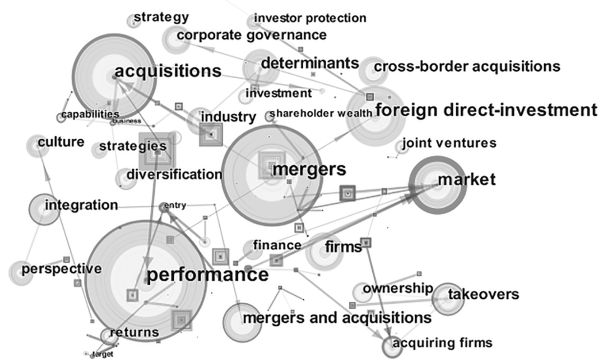 strategy
investor protection
corporate governance
determinants
cross-border acquisitions
acquisitions
investment
capabilities
business
industry
shareholder wealth
foreign direct-investment
culture
strategies
joint ventures
diversification
mergers
market
integration
entry
finance
firms
perspective
performance
ownership
takeovers
mergers and acquisitions
returns
target
acquiring firms